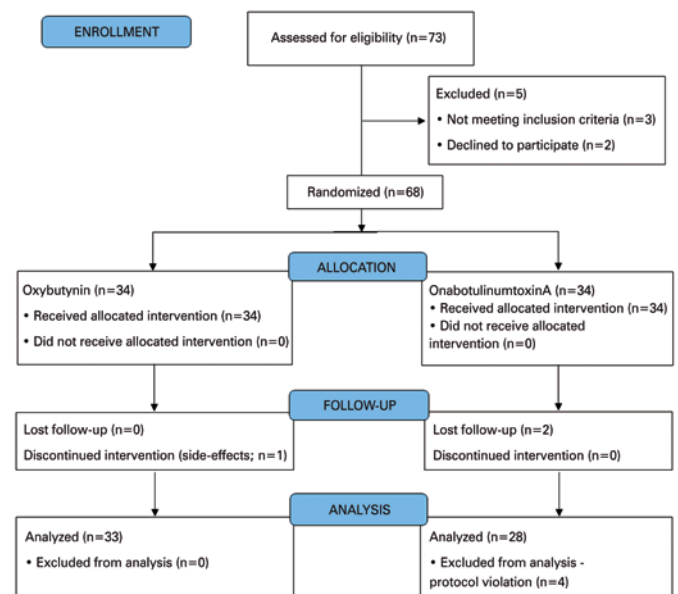 ENROLLMENT
Assessed for eligibility (n=73)
Excluded (n=5)
• Not meeting inclusion criteria (n=3)
• Declined to participate (n=2)
Randomized (n=68)
ALLOCATION
Oxybutynin (n=34)
• Received allocated intervention (n=34)
• Did not receive allocated intervention (n=0)
OnabotulinumtoxinA (n=34)
• Received allocated intervention (n=34)
• Did not receive allocated
intervention (n=0)
FOLLOW-UP
Lost follow-up (n=0)
Discontinued intervention (side-effects; n=1)
Lost follow-up (n=2)
Discontinued intervention (n=0)
ANALYSIS
Analyzed (n=33)
• Excluded from analysis (n=0)
Analyzed (n=28)
• Excluded from analysis -
protocol violation (n=4)